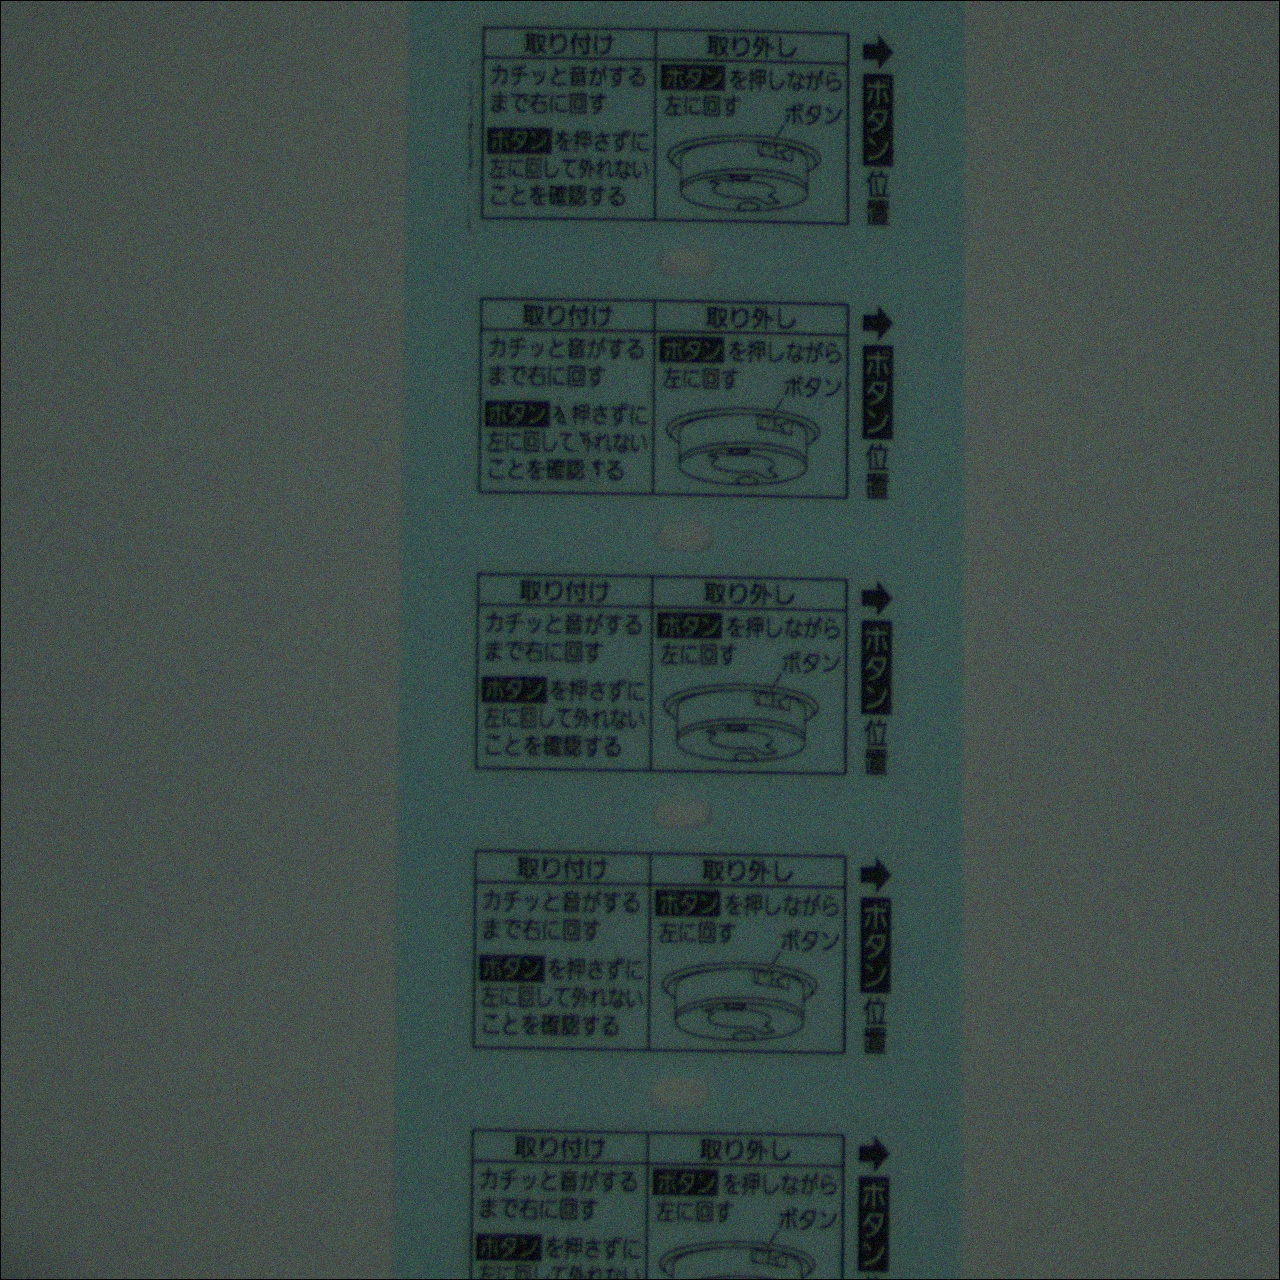 取り付け
カチッと音がする
まで右に回す
ボタンを押さずに
左に回して外れない
ことを確認する
取り外し
ボタンを押しながら
左に回す
ボタン
➡ボタン位置
取り付け
カチッと音がする
まで右に回す
ボタン 押さずに
左に回して れない
ことを確認 る
取り外し
ボタンを押しながら
左に回す
ボタン
➡ボタン位置
取り付け
カチッと音がする
まで右に回す
ボタンを押さずに
左に回して外れない
ことを確認する
取り外し
ボタンを押しながら
左に回す
ボタン
➡ボタン位置
取り付け
カチッと音がする
まで右に回す
ボタンを押さずに
左に回して外れない
ことを確認する
取り外し
ボタンを押しながら
左に回す
ボタン
➡ボタン位置
取り付け
カチッと音がする
まで右に回す
ボタンを押さずに
左に回して外れない
取り外し
ボタンを押しながら
左に回す
ボタン
➡ボタン